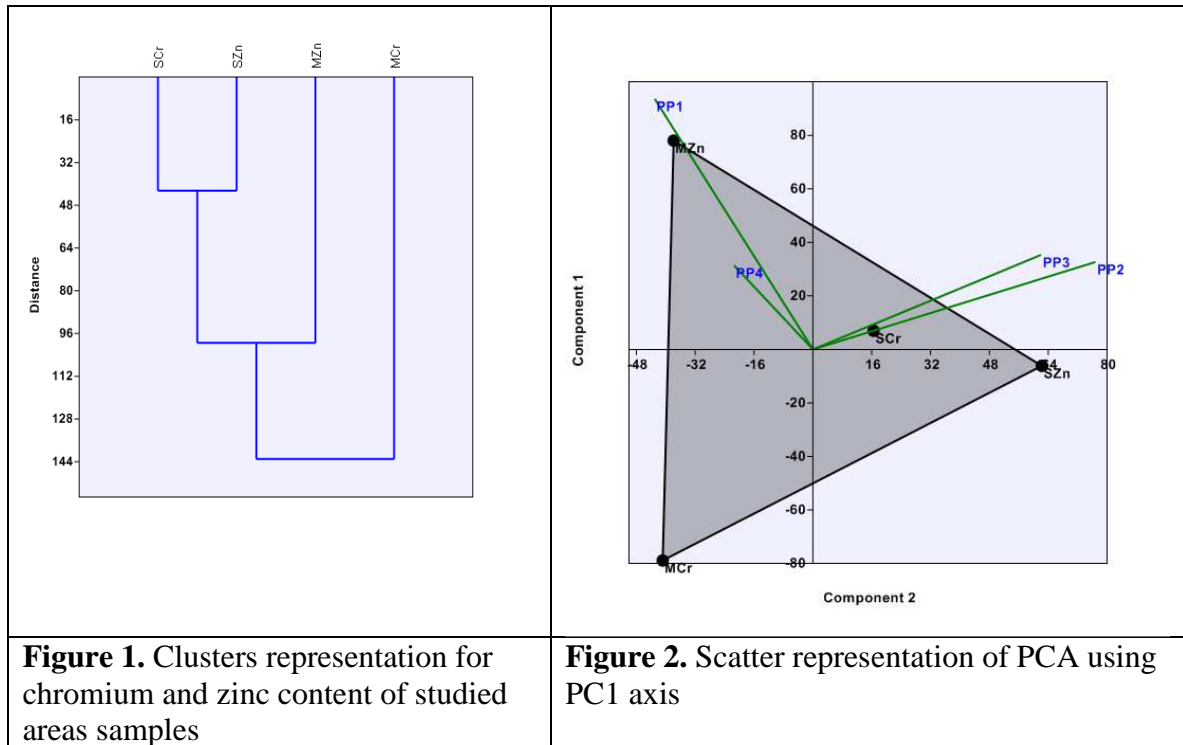 SCr
SZn
MZn
MCr
16
32
48
64
80
96
112
128
144
Distance
PP1
MZn
80
60
PP4
40
PP3
PP2
20
SCr
-48
-32
-16
16
32
48
64
80
SZn
-20
-40
-60
-80
MCr
Component 1
Component 2
Figure 1. Clusters representation for
chromium and zinc content of studied
areas samples
Figure 2. Scatter representation of PCA using
PC1 axis